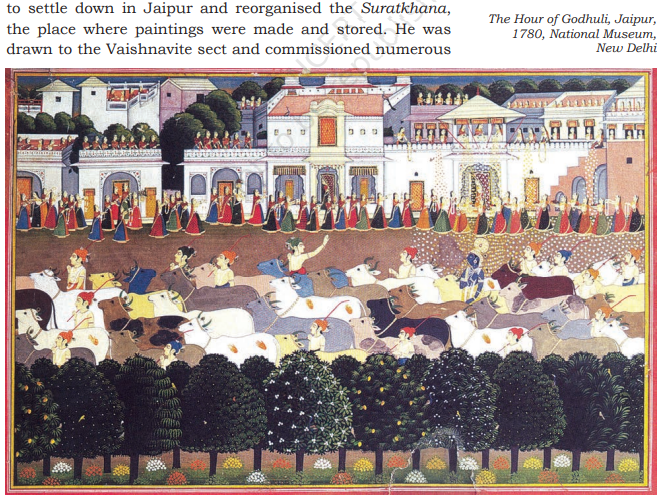 to settle down in Jaipur and reorganised the Suratkhana,
the place where paintings were made and stored. He was
drawn to the Vaishnavite sect and commissioned numerous
The Hour of Godhuli, Jaipur,
1780, National Museum,
New Delhi